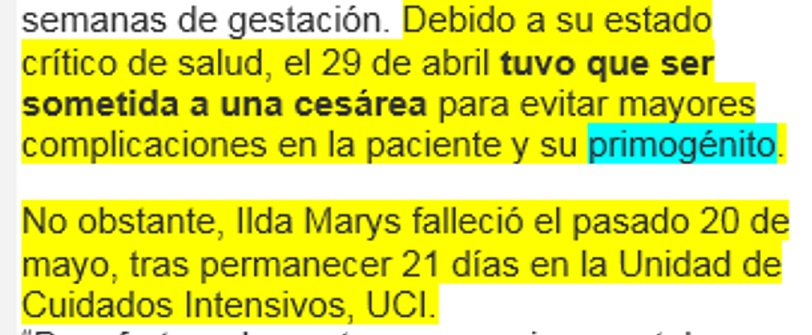 semanas de gestación. Debido a su estado
crítico de salud, el 29 de abril tuvo que ser
sometida a una cesárea para evitar mayores
complicaciones en la paciente y su primogénito.
No obstante, Ilda Marys falleció el pasado 20 de
mayo, tras permanecer 21 días en la Unidad de
Cuidados Intensivos, UCI.